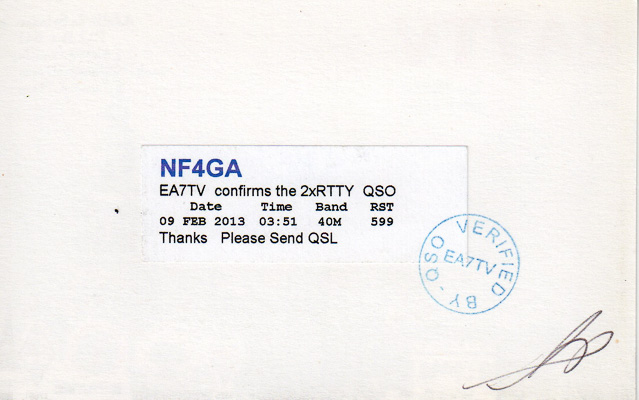 NF4GA
EA7TV confirms the 2xRTTY QSO
Date Time Band RST
09 FEB 2013 03:51 40M 599
Thanks Please Send QSL
QSO VERIFIED BY
EA7TV